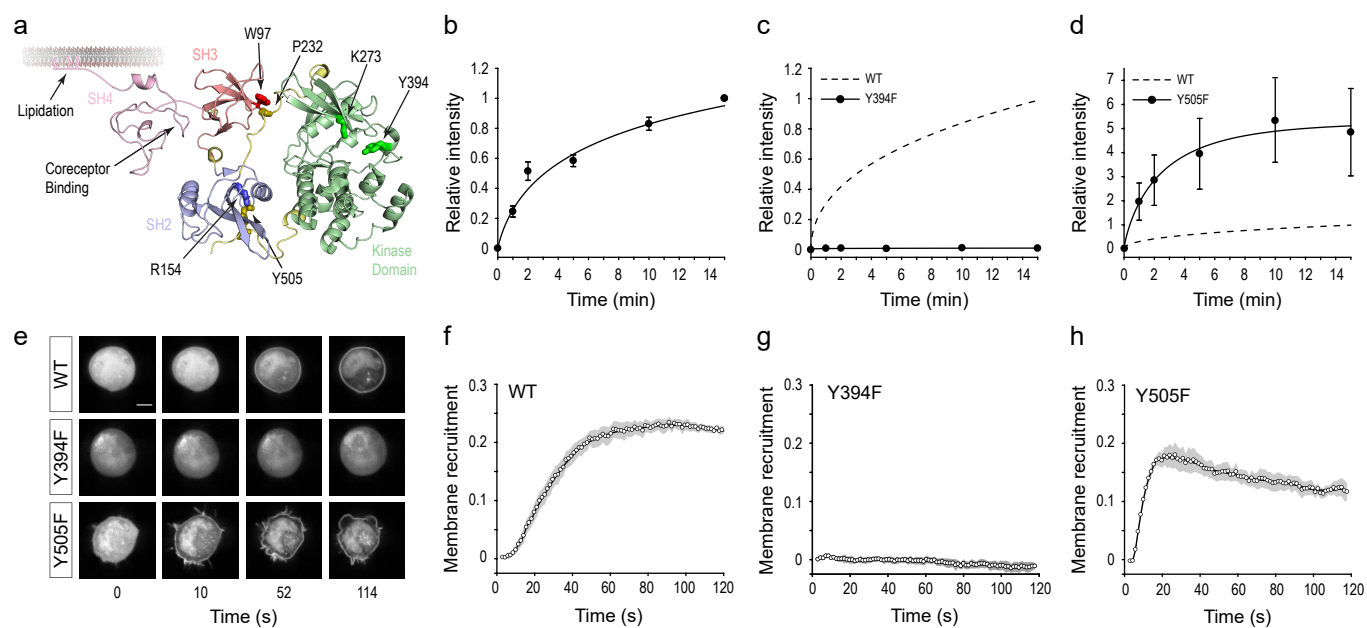 a
W97
P232
K273
Y394
SH3
Lipidation
SH4
Coreceptor
Binding
SH2
R154
Y505
Kinase
Domain
b
Relative intensity
1.2
1
0.8
0.6
0.4
0.2
0
0 2 4 6 8 10 14
Time (min)
c
WT
Y394F
Relative intensity
1.2
1
0.8
0.6
0.4
0.2
0
0 2 4 6 8 10 14
Time (min)
d
WT
Y505F
Relative intensity
7
6
5
4
3
2
1
0
0 2 4 6 8 10 14
Time (min)
e
WT
Y394F
Y505F
0 10 52 114
Time (s)
f
WT
Membrane recruitment
0.3
0.2
0.1
0
0 20 40 60 80 100 120
Time (s)
g
Y394F
Membrane recruitment
0.3
0.2
0.1
0
0 20 40 60 80 100 120
Time (s)
h
Y505F
Membrane recruitment
0.3
0.2
0.1
0
0 20 40 60 80 100 120
Time (s)